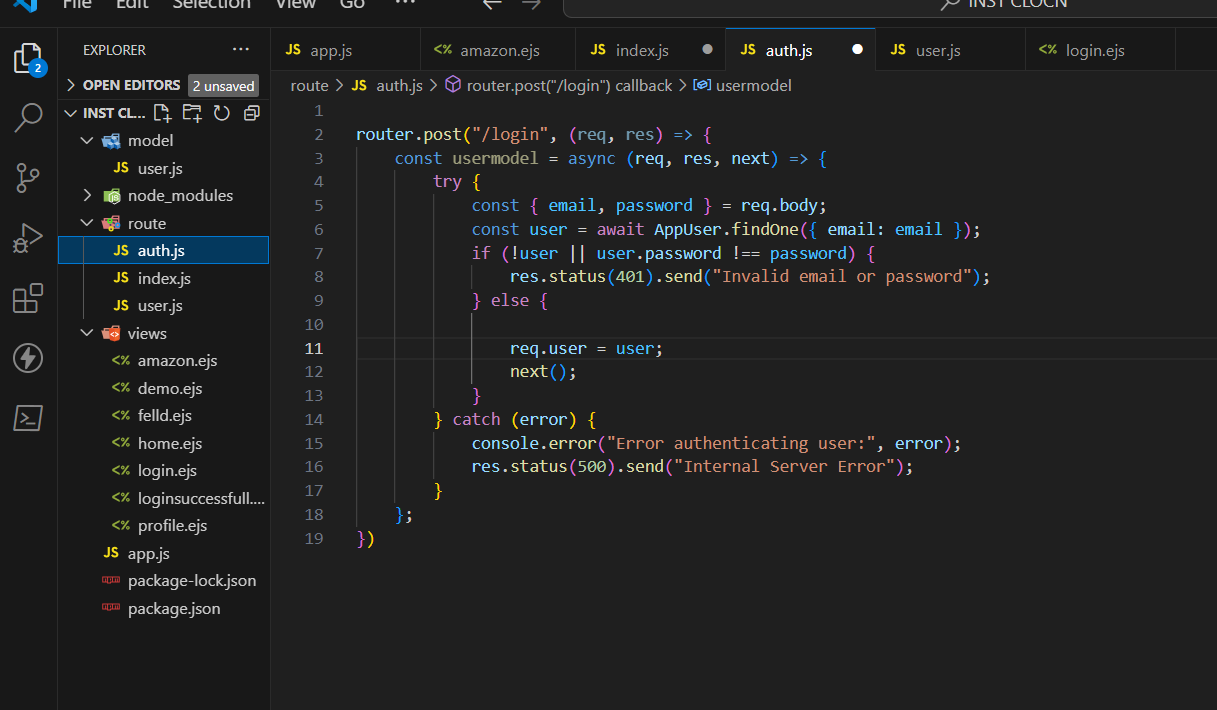 File Edit Selection View Go ...
INST CLOCN
EXPLORER ...
JS app.js <% amazon.ejs JS index.js JS auth.js JS user.js <% login.ejs
2
OPEN EDITORS 2 unsaved
route > JS auth.js > router.post("/login") callback > usermodel
INST CL...
model
JS user.js
node_modules
route
JS auth.js
JS index.js
JS user.js
views
<% amazon.ejs
<% demo.ejs
<% felld.ejs
<% home.ejs
<% login.ejs
<% loginsuccessfull....
<% profile.ejs
JS app.js
package-lock.json
package.json
1
2 router.post("/login", (req, res) => {
3 const usermodel = async (req, res, next) => {
4 try {
5 const { email, password } = req.body;
6 const user = await AppUser.findOne({ email: email });
7 if (!user || user.password !== password) {
8 res.status(401).send("Invalid email or password");
9 } else {
10
11 req.user = user;
12 next();
13 }
14 } catch (error) {
15 console.error("Error authenticating user:", error);
16 res.status(500).send("Internal Server Error");
17 }
18 };
19 })